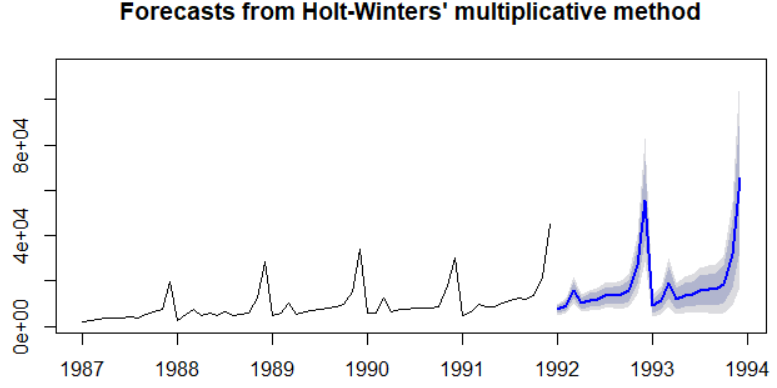 Forecasts from Holt-Winters' multiplicative method
8e+04
4e+04
0e+00
1987 1988 1989 1990 1991 1992 1993 1994